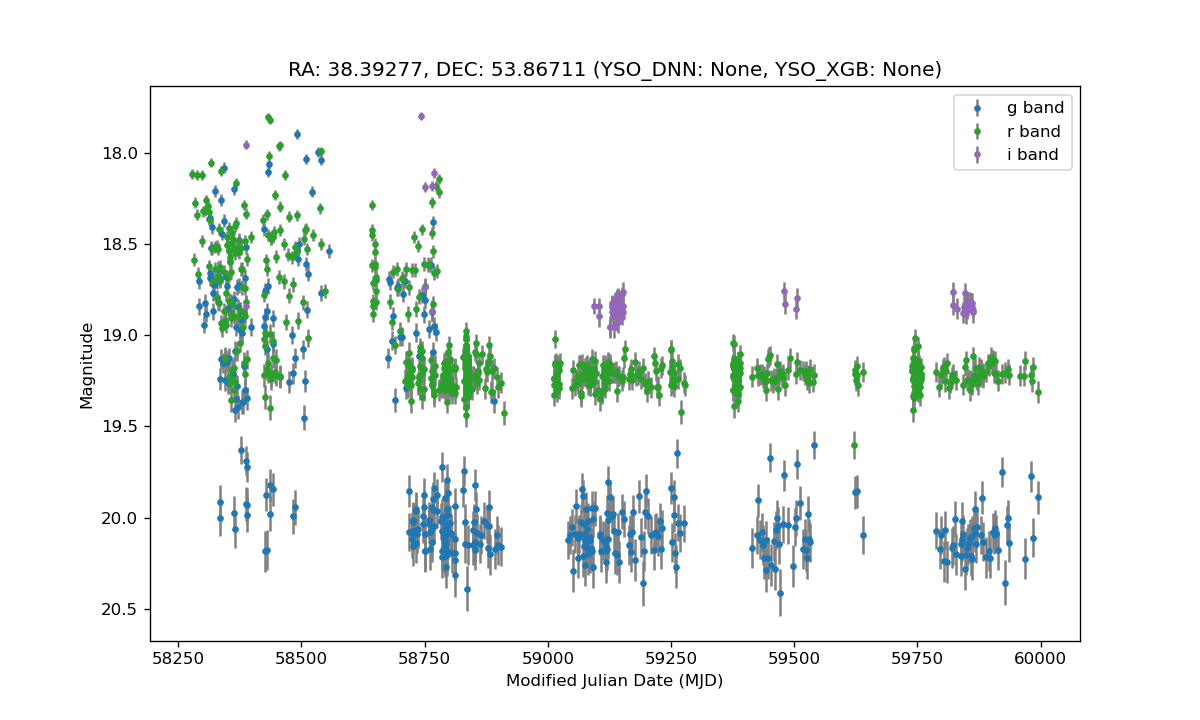 RA: 38.39277, DEC: 53.86711 (YSO_DNN: None, YSO_XGB: None)
g band
r band
i band
18.0
18.5
19.0
19.5
20.0
20.5
Magnitude
58250 58500 58750 59000 59250 59500 59750 60000
Modified Julian Date (MJD)